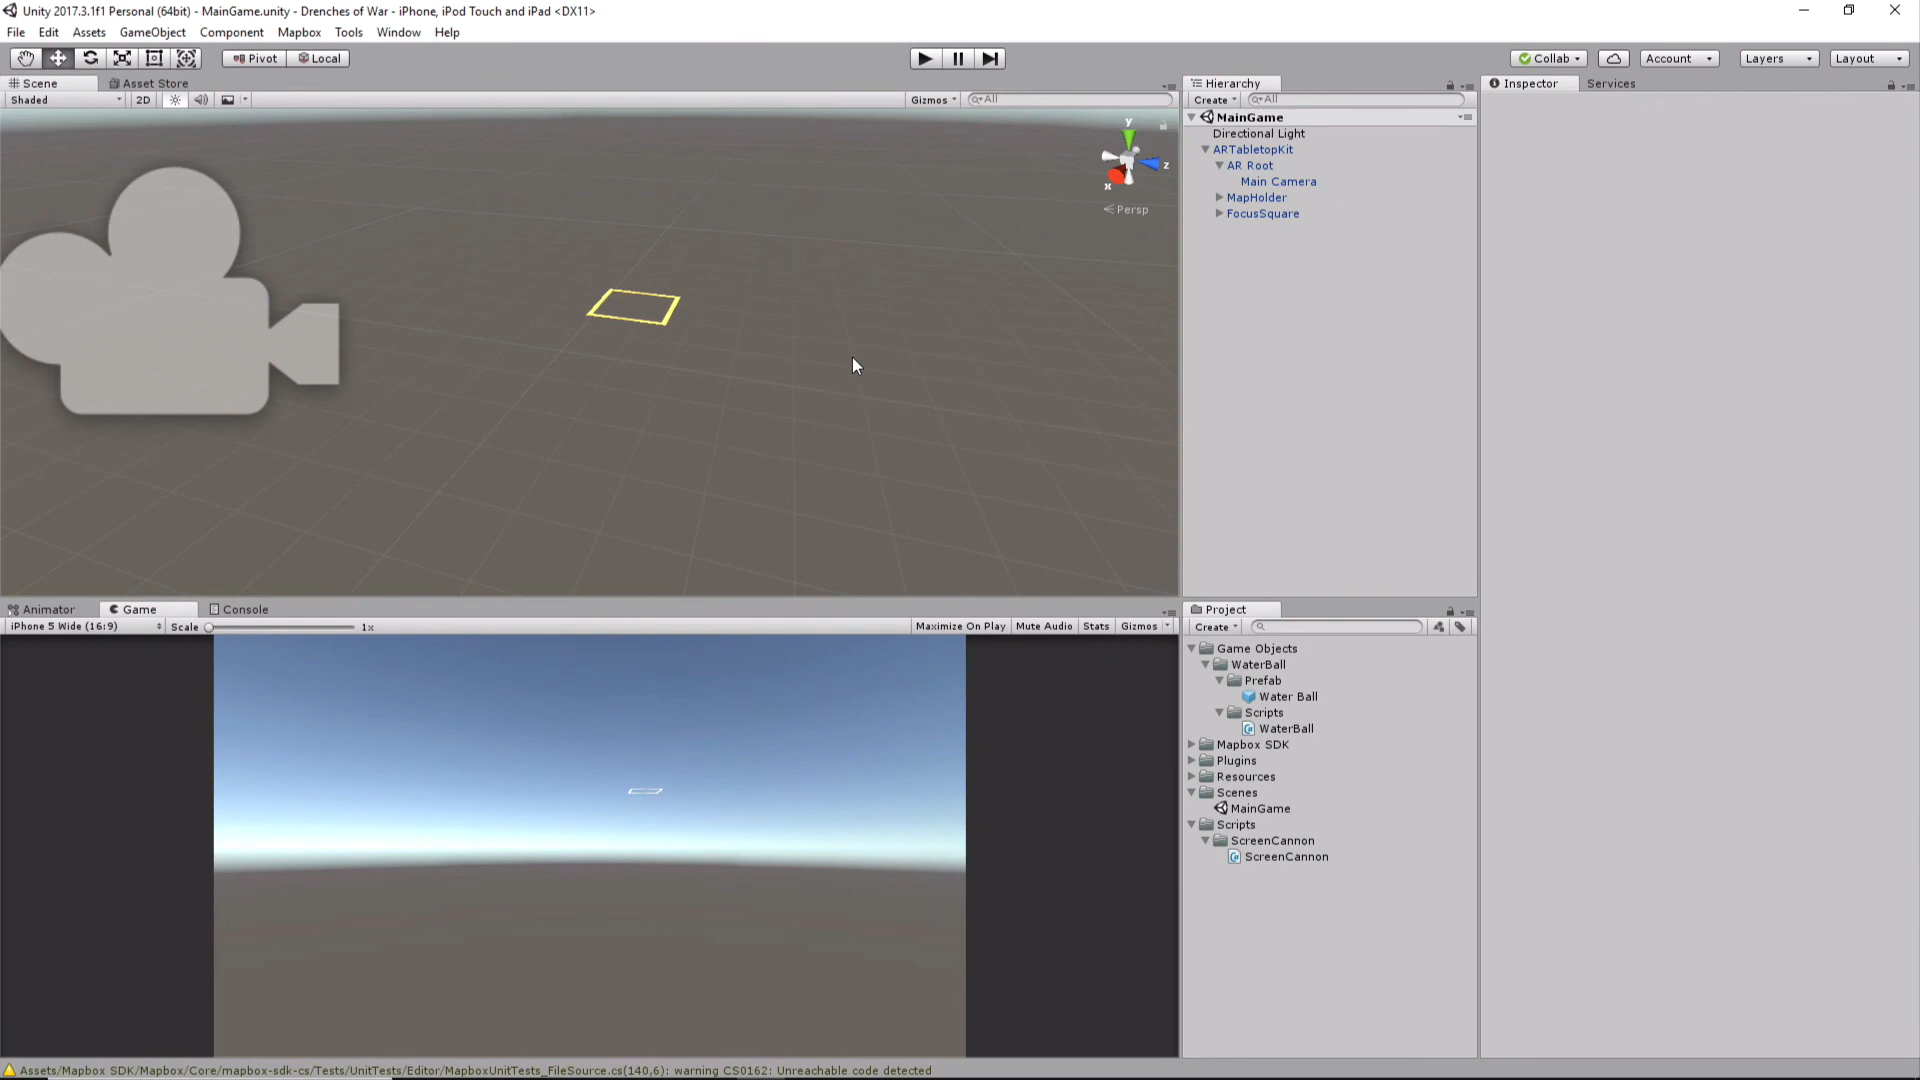 Unity 2017.3.1f1 Personal (64bit) - MainGame.unity - Drenches of War - iPhone, iPod Touch and iPad <DX11>
File Edit Assets GameObject Component Mapbox Tools Window Help
Pivot Local Collab Account Layers Layout
Scene Asset Store
Shaded 2D Gizmos All
Hierarchy
Create All
MainGame
Directional Light
ARTabletopKit
AR Root
Main Camera
MapHolder
FocusSquare
Inspector Services
y
z
x
Persp
Animator Game Console
iPhone 5 Wide (16:9) Scale 1x Maximize On Play Mute Audio Stats Gizmos
Project
Create
Game Objects
WaterBall
Prefab
Water Ball
Scripts
WaterBall
Mapbox SDK
Plugins
Resources
Scenes
MainGame
Scripts
ScreenCannon
ScreenCannon
Assets/Mapbox SDK/Mapbox/Core/mapbox-sdk-cs/Tests/UnitTests/Editor/MapboxUnitTests_FileSource.cs(140,6): warning CS0162: Unreachable code detected